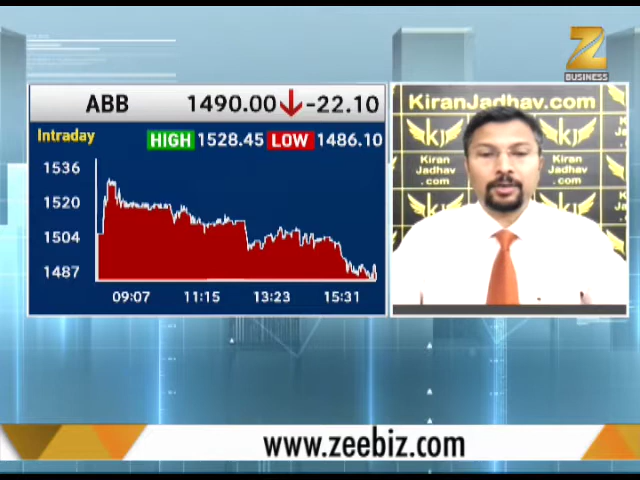 Z
BUSINESS
ABB 1490.00 -22.10
Intraday HIGH 1528.45 LOW 1486.10
1536
1520
1504
1487
09:07 11:15 13:23 15:31
KiranJadhav.com
KJ
Kiran
Jadhav
.com
Kiran
Jadhav
.com
www.zeebiz.com